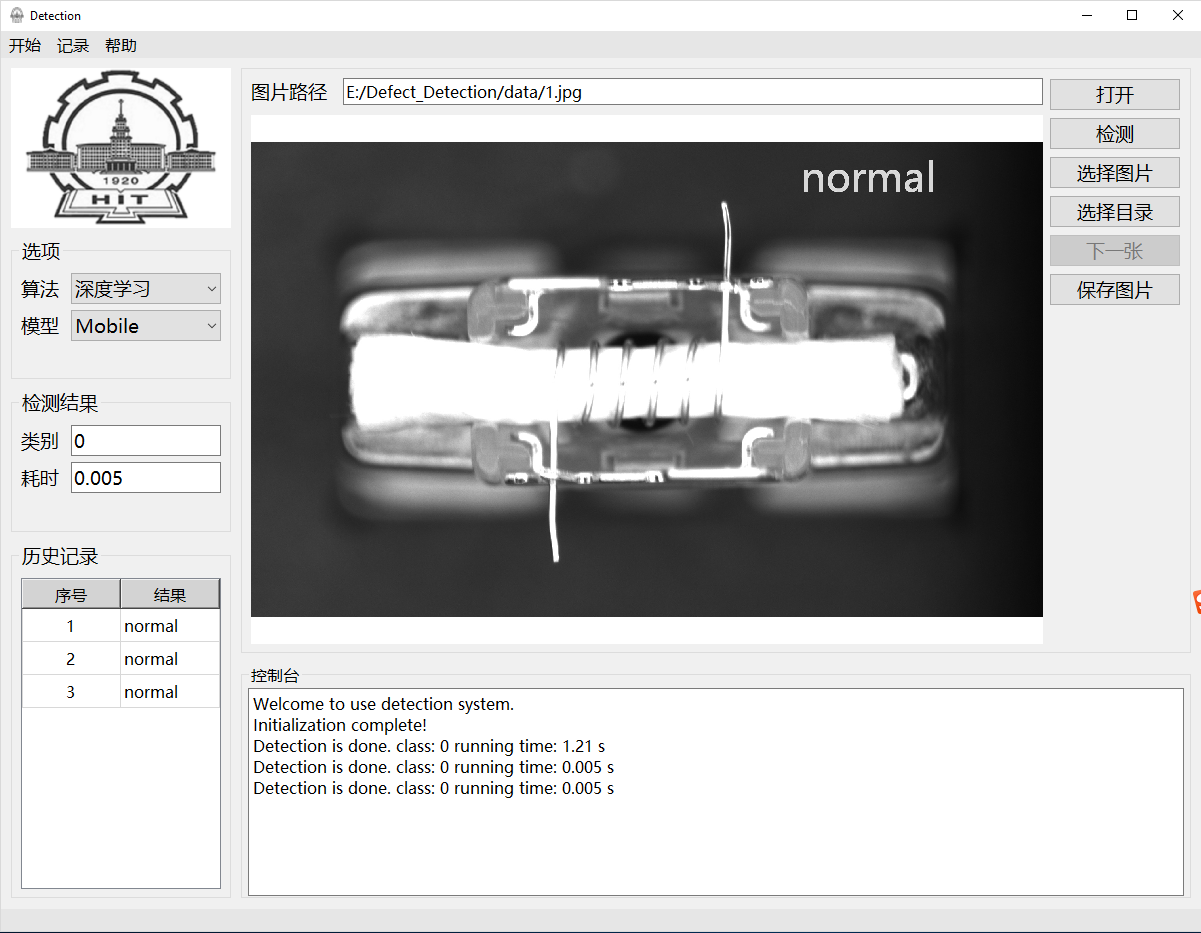 Detection
开始 记录 帮助
1920
HIT
选项
算法 深度学习
模型 Mobile
检测结果
类别 0
耗时 0.005
历史记录
序号 结果
1 normal
2 normal
3 normal
图片路径 E:/Defect_Detection/data/1.jpg
normal
打开
检测
选择图片
选择目录
下一张
保存图片
控制台
Welcome to use detection system.
Initialization complete!
Detection is done. class: 0 running time: 1.21 s
Detection is done. class: 0 running time: 0.005 s
Detection is done. class: 0 running time: 0.005 s